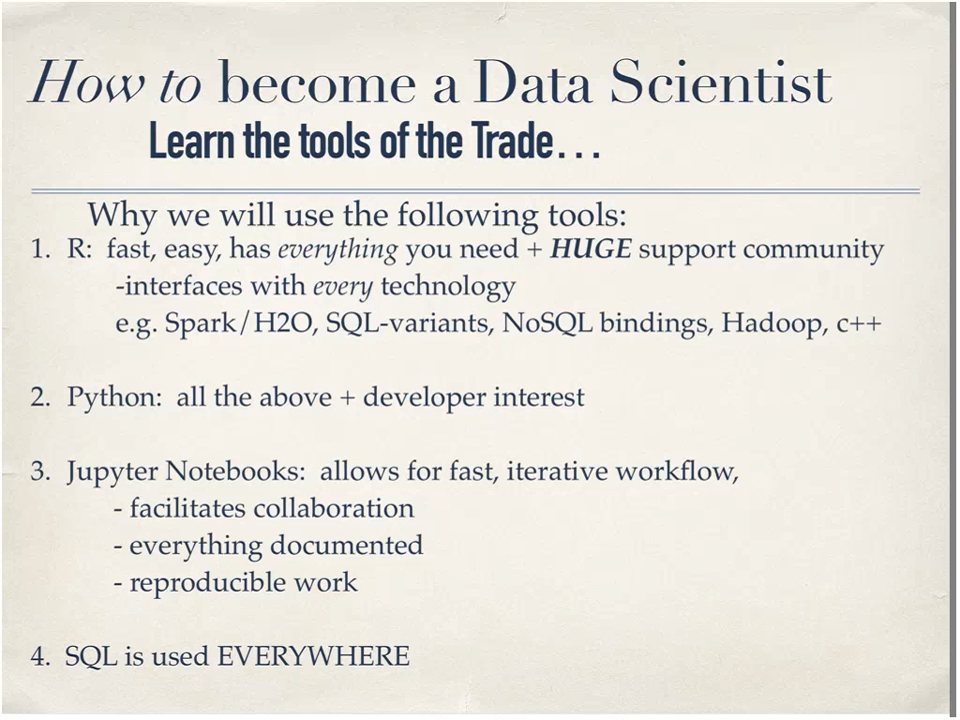 How to become a Data Scientist
Learn the tools of the Trade...
Why we will use the following tools:
1. R: fast, easy, has everything you need + HUGE support community
-interfaces with every technology
e.g. Spark/H2O, SQL-variants, NoSQL bindings, Hadoop, c++
2. Python: all the above + developer interest
3. Jupyter Notebooks: allows for fast, iterative workflow,
- facilitates collaboration
- everything documented
- reproducible work
4. SQL is used EVERYWHERE